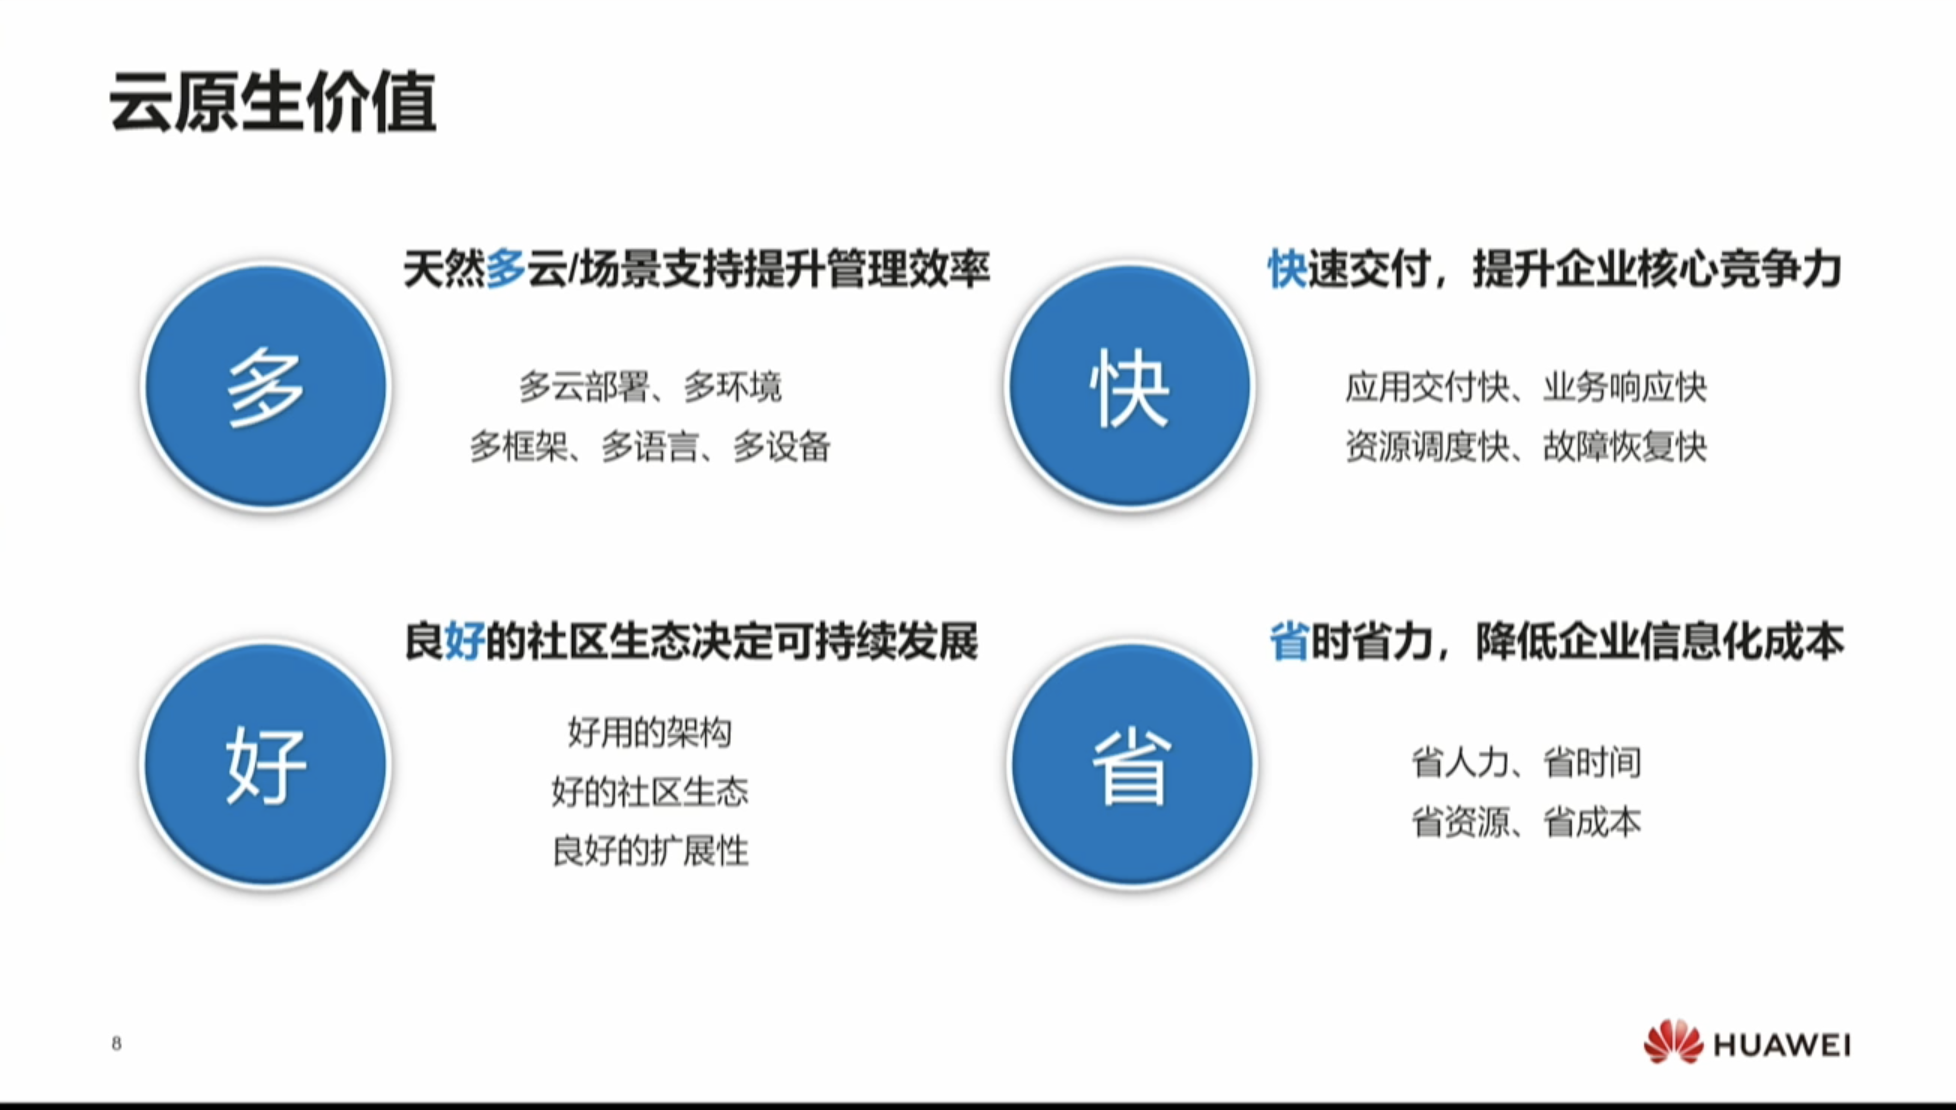 云原生价值
多
天然多云/场景支持提升管理效率
多云部署、多环境
多框架、多语言、多设备
快
快速交付，提升企业核心竞争力
应用交付快、业务响应快
资源调度快、故障恢复快
好
良好的社区生态决定可持续发展
好用的架构
好的社区生态
良好的扩展性
省
省时省力，降低企业信息化成本
省人力、省时间
省资源、省成本
8
HUAWEI